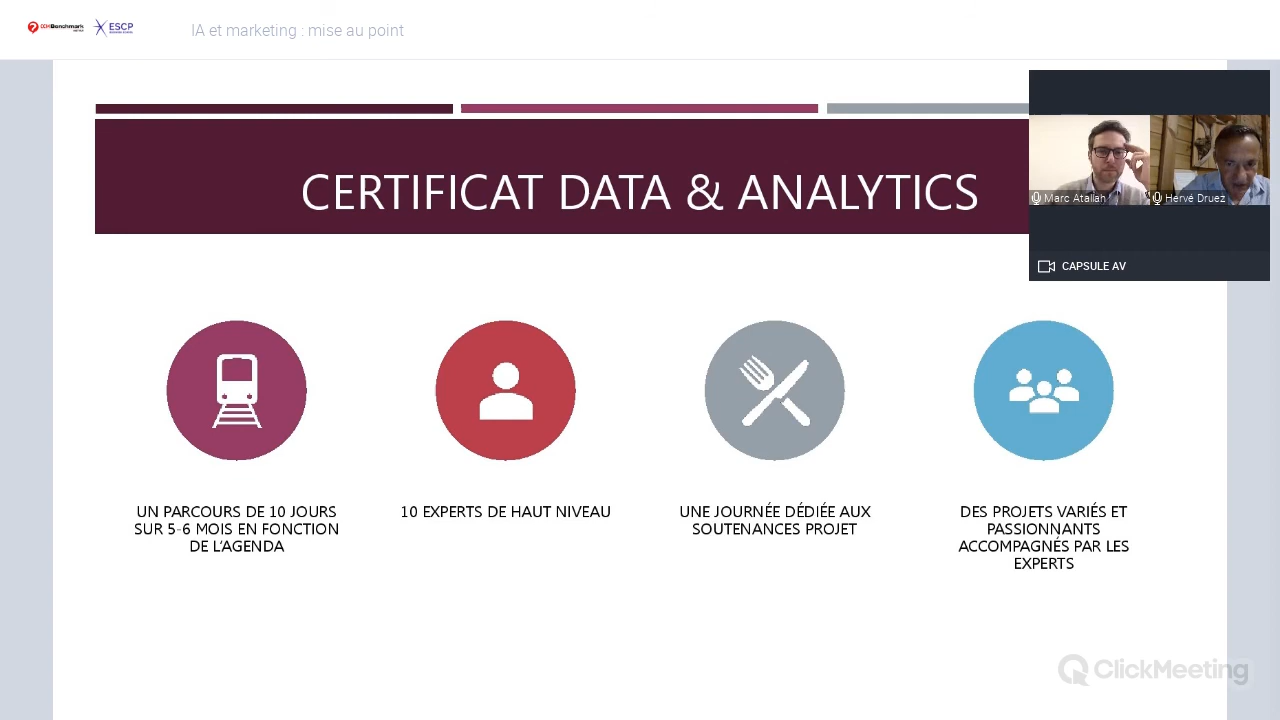 CCMBenchmark
ESCP
IA et marketing : mise au point
CERTIFICAT DATA & ANALYTICS
Marc Atallah
Hervé Druez
CAPSULE AV
UN PARCOURS DE 10 JOURS
SUR 5-6 MOIS EN FONCTION
DE L'AGENDA
10 EXPERTS DE HAUT NIVEAU
UNE JOURNÉE DÉDIÉE AUX
SOUTENANCES PROJET
DES PROJETS VARIÉS ET
PASSIONNANTS
ACCOMPAGNÉS PAR LES
EXPERTS
ClickMeeting